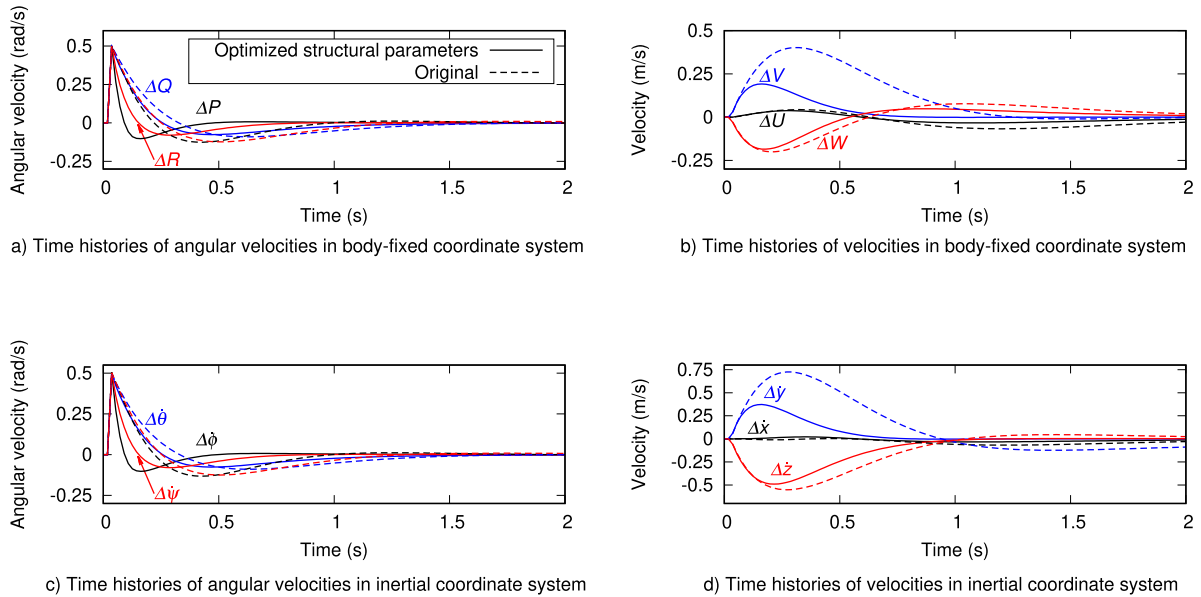 Angular velocity (rad/s)
0.5
0.25
0
-0.25
Optimized structural parameters
Original
ΔQ
ΔP
ΔR
0 0.5 1 1.5 2
Time (s)
a) Time histories of angular velocities in body-fixed coordinate system
Velocity (m/s)
0.5
0.25
0
-0.25
ΔV
ΔU
ΔW
0 0.5 1 1.5 2
Time (s)
b) Time histories of velocities in body-fixed coordinate system
Angular velocity (rad/s)
0.5
0.25
0
-0.25
Δθ̇
Δϕ̇
Δψ̇
0 0.5 1 1.5 2
Time (s)
c) Time histories of angular velocities in inertial coordinate system
Velocity (m/s)
0.75
0.5
0.25
0
-0.25
-0.5
Δẏ
Δẋ
Δż
0 0.5 1 1.5 2
Time (s)
d) Time histories of velocities in inertial coordinate system